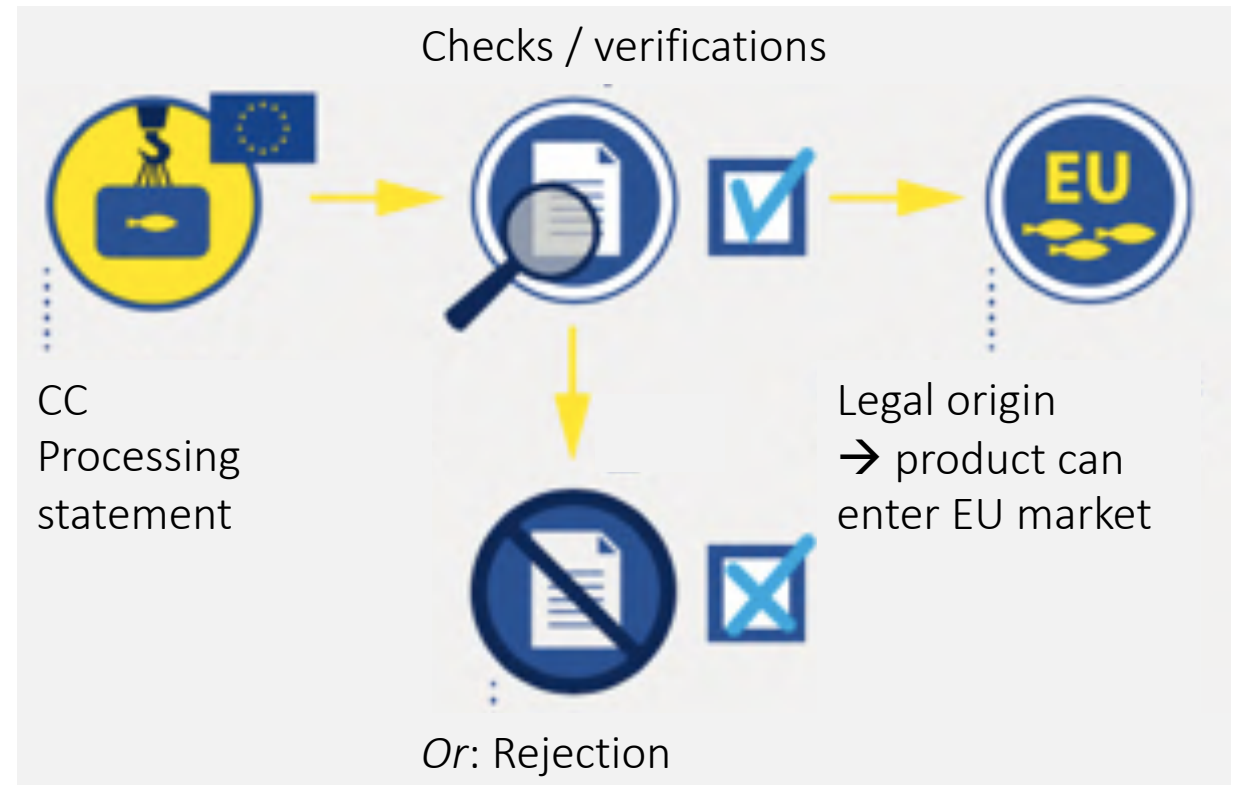 Checks / verifications
EU
CC
Processing
statement
Legal origin
→ product can
enter EU market
Or: Rejection